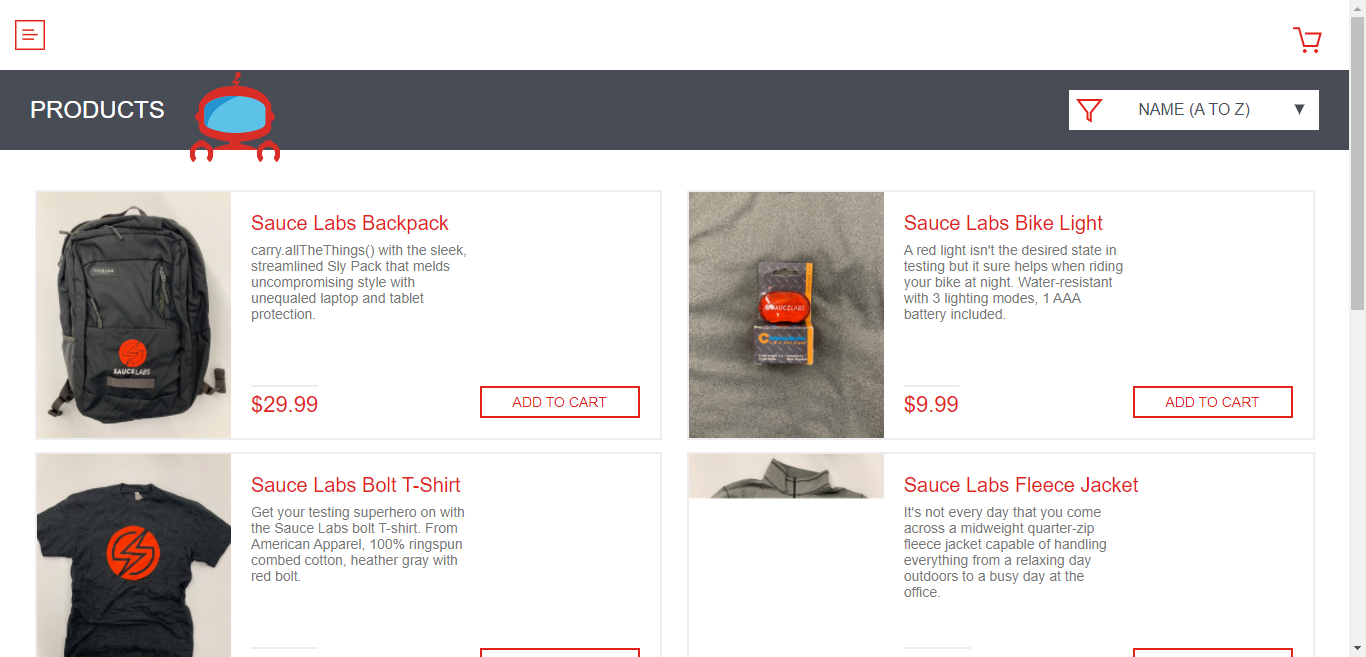 PRODUCTS
NAME (A TO Z)
Sauce Labs Backpack
carry.allTheThings() with the sleek,
streamlined Sly Pack that melds
uncompromising style with
unequaled laptop and tablet
protection.
$29.99
ADD TO CART
SAUCELABS
Sauce Labs Bike Light
A red light isn't the desired state in
testing but it sure helps when riding
your bike at night. Water-resistant
with 3 lighting modes, 1 AAA
battery included.
$9.99
ADD TO CART
SAUCELABS
Sauce Labs Bolt T-Shirt
Get your testing superhero on with
the Sauce Labs bolt T-shirt. From
American Apparel, 100% ringspun
combed cotton, heather gray with
red bolt.
Sauce Labs Fleece Jacket
It's not every day that you come
across a midweight quarter-zip
fleece jacket capable of handling
everything from a relaxing day
outdoors to a busy day at the
office.